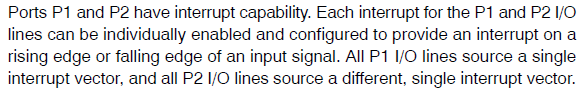 Ports P1 and P2 have interrupt capability. Each interrupt for the P1 and P2 I/O
lines can be individually enabled and configured to provide an interrupt on a
rising edge or falling edge of an input signal. All P1 I/O lines source a single
interrupt vector, and all P2 I/O lines source a different, single interrupt vector.